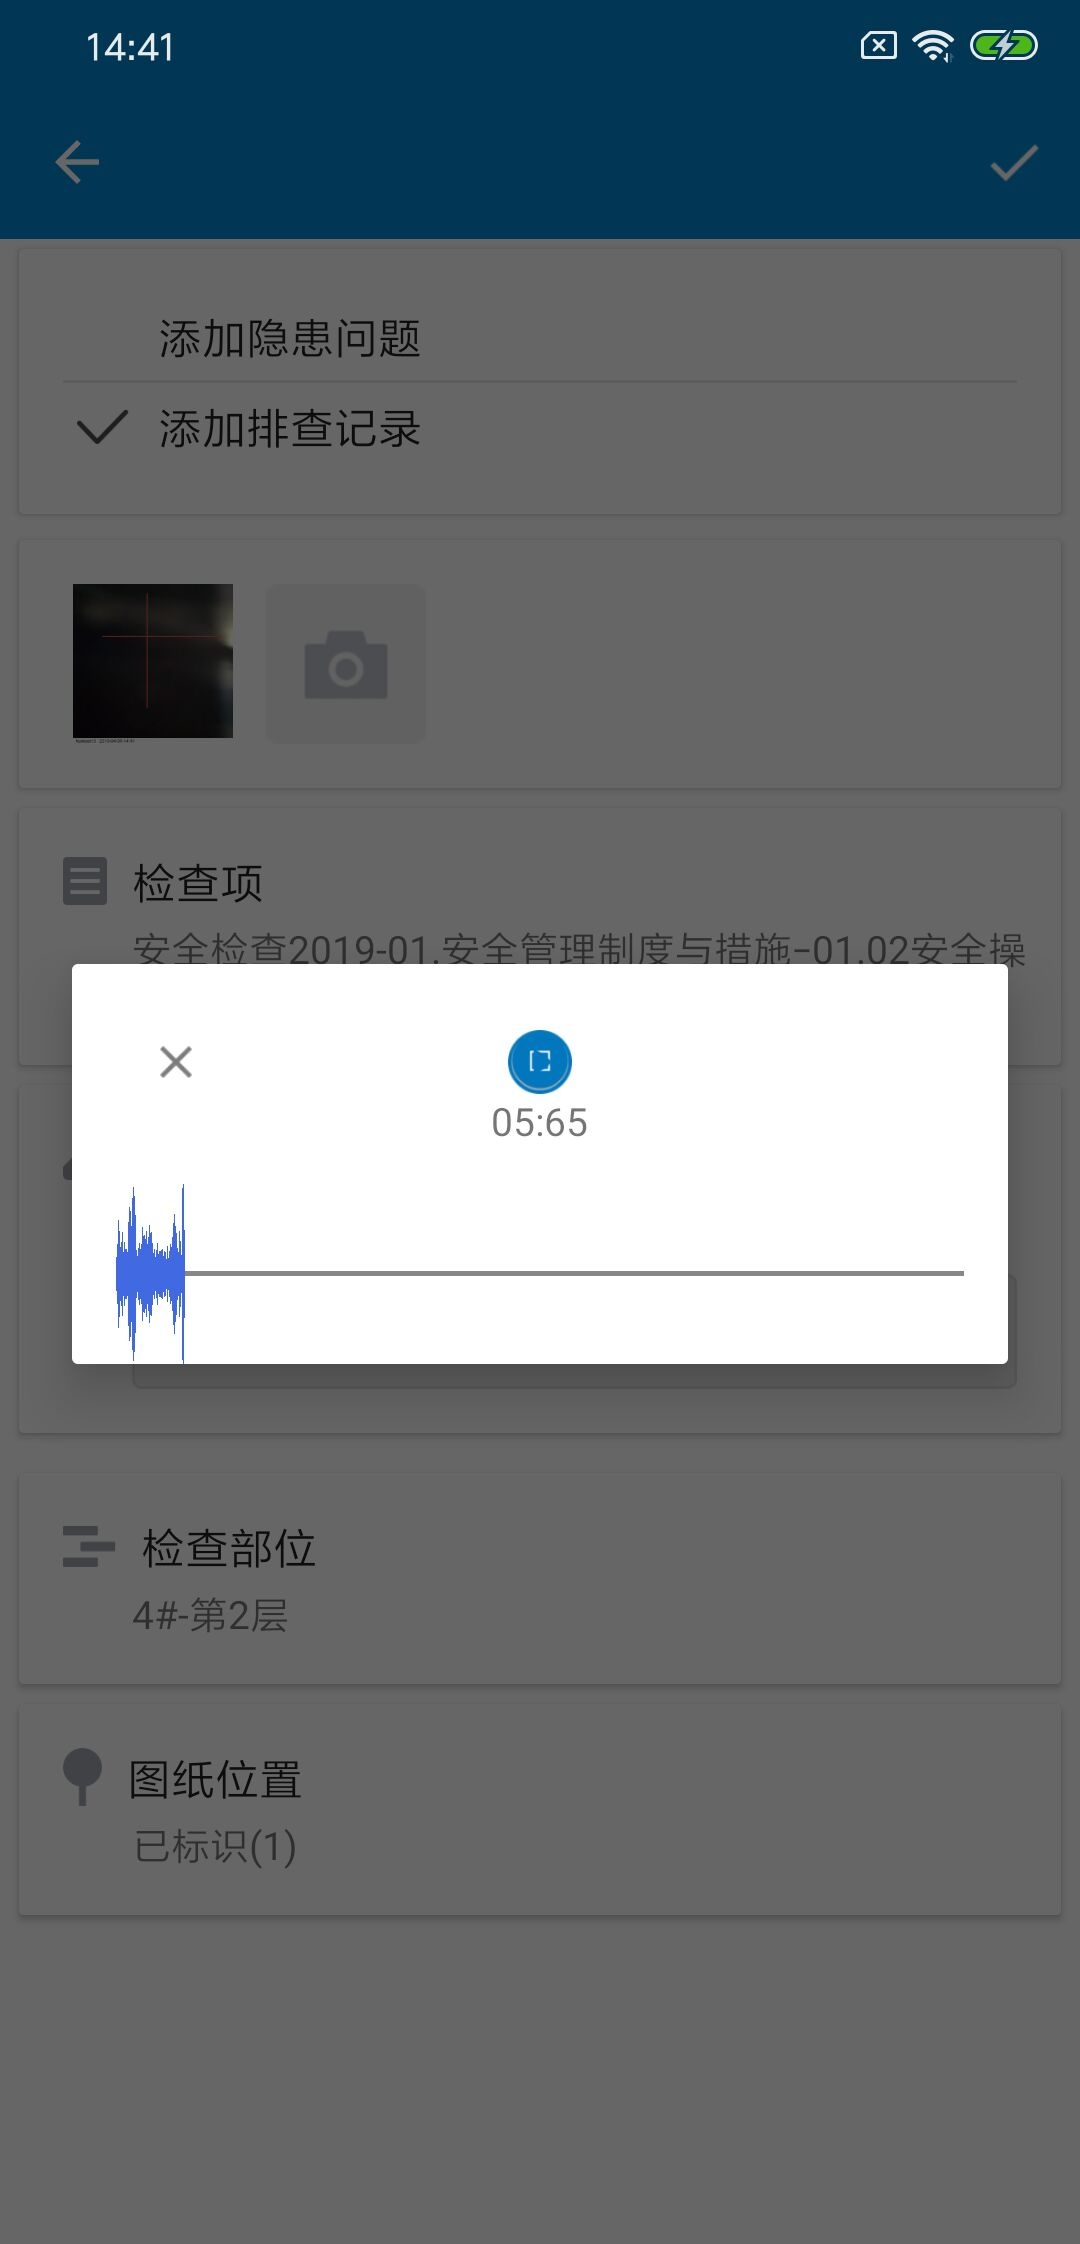 14:41
添加隐患问题
添加排查记录
检查项
安全检查2019-01.安全管理制度与措施-01.02安全操
05:65
检查部位
4#-第2层
图纸位置
已标识(1)